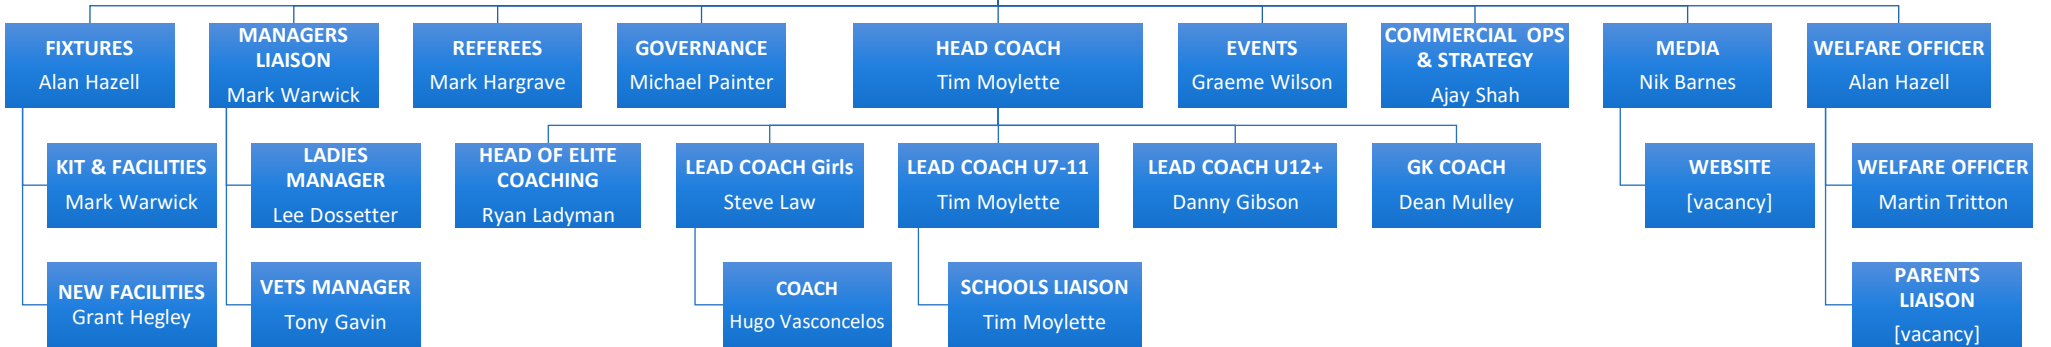 FIXTURES
Alan Hazell
MANAGERS
LIAISON
Mark Warwick
REFEREES
Mark Hargrave
GOVERNANCE
Michael Painter
HEAD COACH
Tim Moylette
EVENTS
Graeme Wilson
COMMERCIAL OPS
& STRATEGY
Ajay Shah
MEDIA
Nik Barnes
WELFARE OFFICER
Alan Hazell
KIT & FACILITIES
Mark Warwick
LADIES
MANAGER
Lee Dossetter
HEAD OF ELITE
COACHING
Ryan Ladyman
LEAD COACH Girls
Steve Law
LEAD COACH U7-11
Tim Moylette
LEAD COACH U12+
Danny Gibson
GK COACH
Dean Mulley
WEBSITE
[vacancy]
WELFARE OFFICER
Martin Tritton
NEW FACILITIES
Grant Hegley
VETS MANAGER
Tony Gavin
COACH
Hugo Vasconcelos
SCHOOLS LIAISON
Tim Moylette
PARENTS
LIAISON
[vacancy]